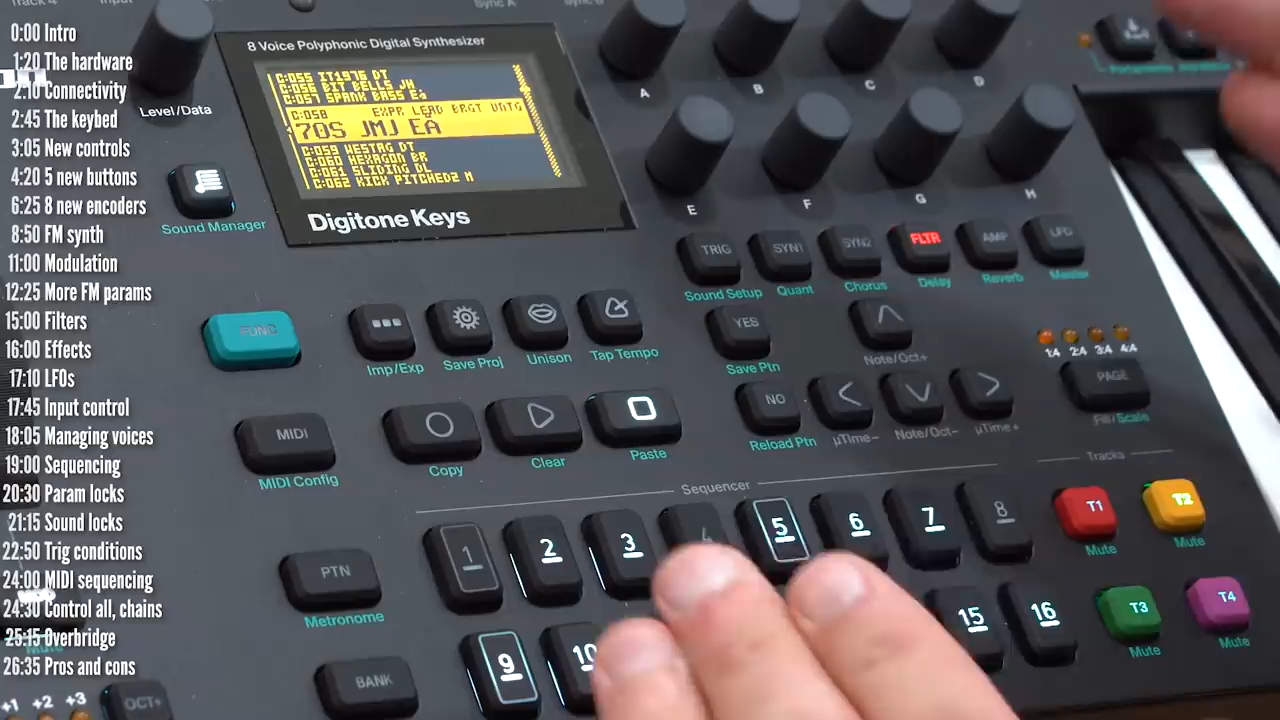 0:00 Intro
1:20 The hardware
2:10 Connectivity
2:45 The keybed
3:05 New controls
4:20 5 new buttons
6:25 8 new encoders
8:50 FM synth
11:00 Modulation
12:25 More FM params
15:00 Filters
16:00 Effects
17:10 LFOs
17:45 Input control
18:05 Managing voices
19:00 Sequencing
20:30 Param locks
21:15 Sound locks
22:50 Trig conditions
24:00 MIDI sequencing
24:30 Control all, chains
25:15 Overbridge
26:35 Pros and cons
Level/Data
8 Voice Polyphonic Digital Synthesizer
C:055 IT1976 DT
C:056 BIT BELLS JM
C:057 SPANK BASS
C:058 EXPR LEAD BRGT VNTG
70S JMJ EA
C:059 WESTAG DT
C:060 HEXAGON BR
C:061 SLIDING DL
C:062 KICK PITCHEDZ M
Digitone Keys
Sound Manager
A B C D
E F G H
TRIG SYN1 SYN2 FLTR AMP LFO
Sound Setup Quant Chorus Delay Reverb Master
FUNC
Imp/Exp Save Proj Unison Tap Tempo
YES
Save Ptn
Note/Oct+
1:4 2:4 3:4 4:4
PAGE
Fill/Scale
NO
Reload Ptn µTime- Note/Oct- µTime+
MIDI
MIDI Config
Copy Clear Paste
Sequencer
Tracks
1 2 3 4 5 6 7 8
T1 T2
Mute Mute
PTN
Metronome
9 10 15 16
T3 T4
Mute Mute
BANK
+1 +2 +3
OCT+